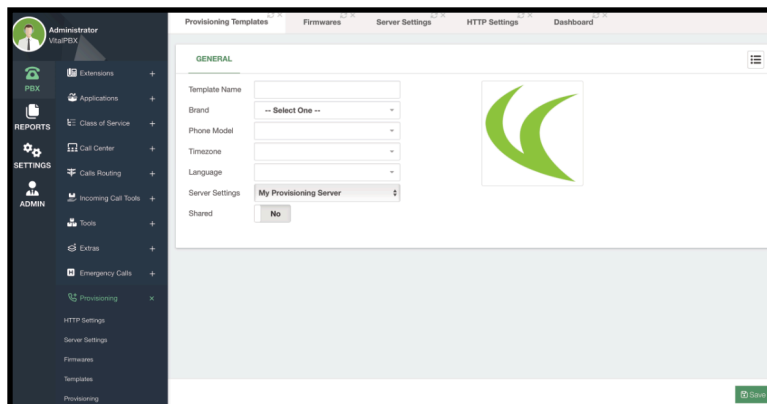 Administrator
VitalPBX
Provisioning Templates
Firmwares
Server Settings
HTTP Settings
Dashboard
PBX
REPORTS
SETTINGS
ADMIN
Extensions
Applications
Class of Service
Call Center
Calls Routing
Incoming Call Tools
Tools
Extras
Emergency Calls
Provisioning
HTTP Settings
Server Settings
Firmwares
Templates
Provisioning
GENERAL
Template Name
Brand -- Select One --
Phone Model
Timezone
Language
Server Settings My Provisioning Server
Shared No
Save